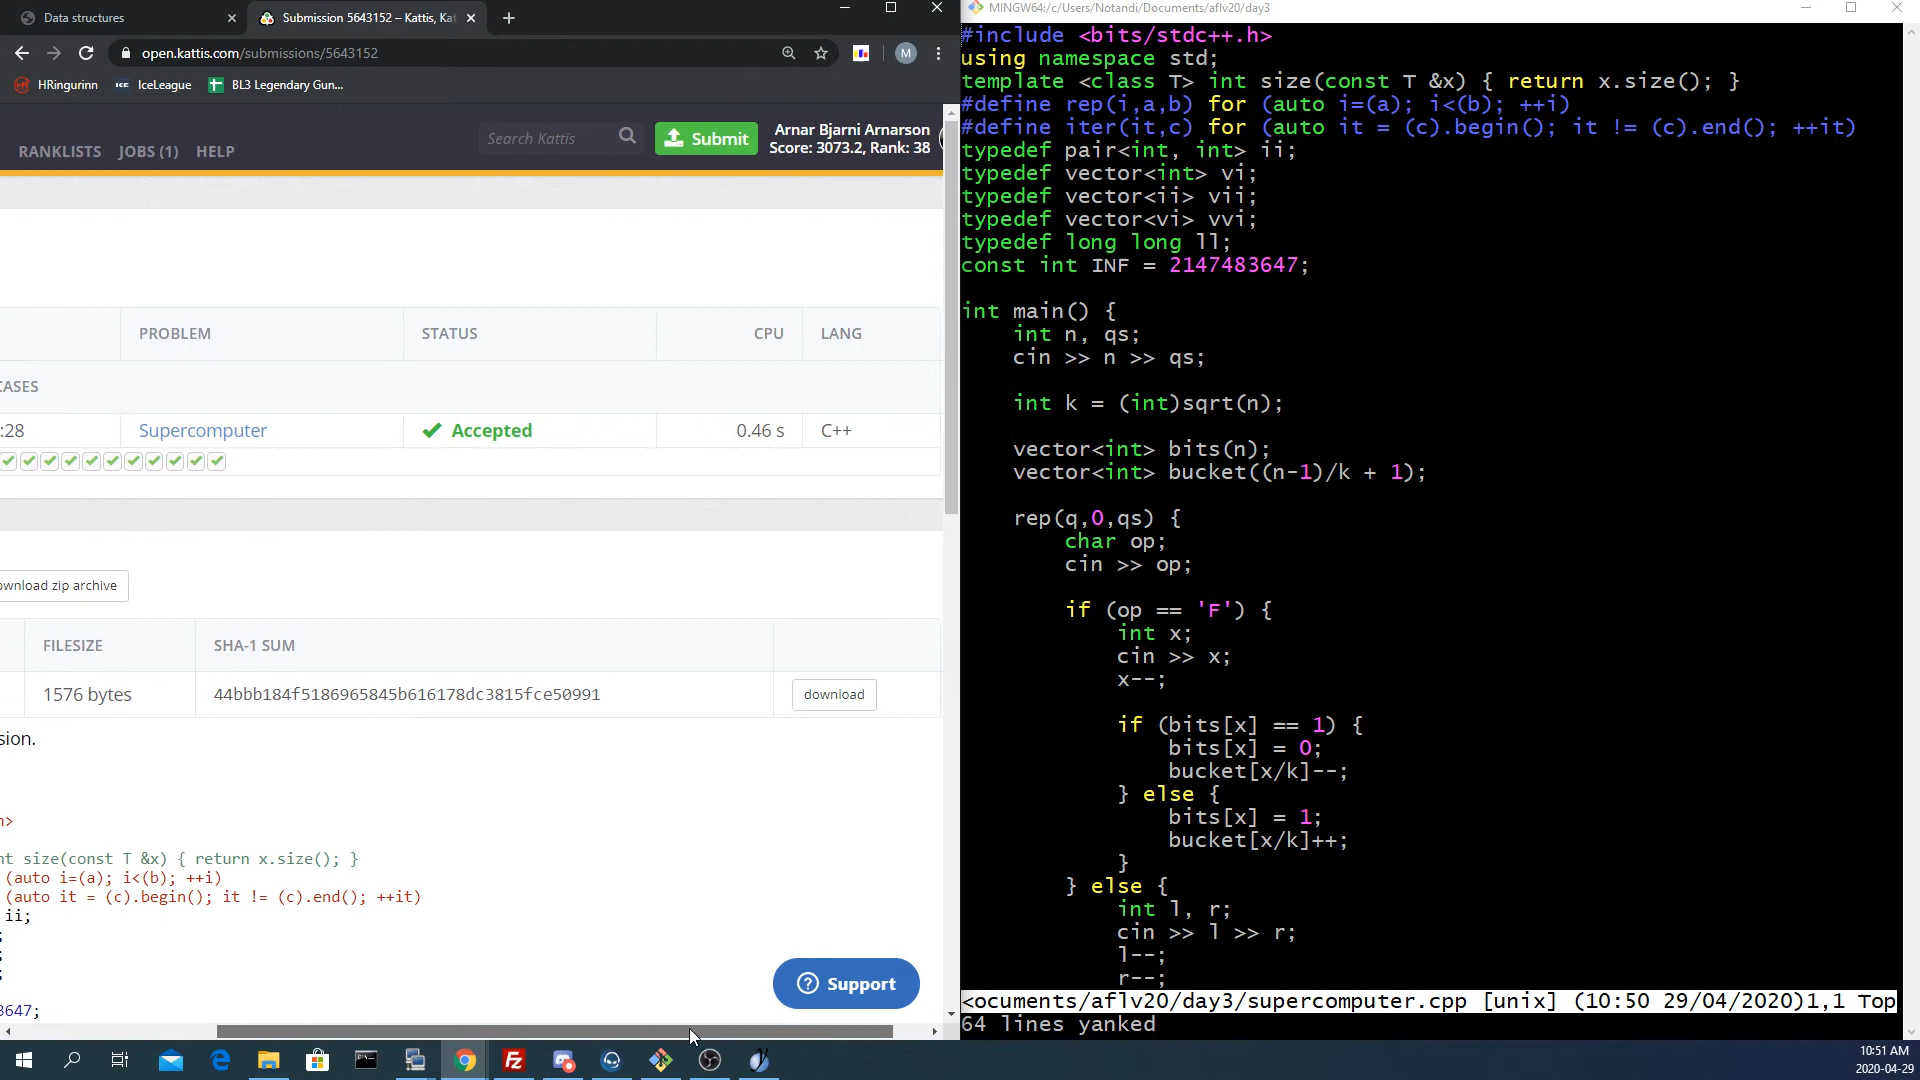 Data structures
Submission 5643152 – Kattis, Kat
open.kattis.com/submissions/5643152
M
HRingurinn
ICE IceLeague
BL3 Legendary Gun...
RANKLISTS JOBS (1) HELP
Search Kattis
Submit
Arnar Bjarni Arnarson
Score: 3073.2, Rank: 38
PROBLEM STATUS CPU LANG
CASES
:28 Supercomputer Accepted 0.46 s C++
ownload zip archive
FILESIZE SHA-1 SUM
1576 bytes 44bbb184f5186965845b616178dc3815fce50991 download
sion.
h>
nt size(const T &x) { return x.size(); }
(auto i=(a); i<(b); ++i)
(auto it = (c).begin(); it != (c).end(); ++it)
ii;
;
;
;
3647;
Support
MINGW64:/c/Users/Notandi/Documents/aflv20/day3
#include <bits/stdc++.h>
using namespace std;
template <class T> int size(const T &x) { return x.size(); }
#define rep(i,a,b) for (auto i=(a); i<(b); ++i)
#define iter(it,c) for (auto it = (c).begin(); it != (c).end(); ++it)
typedef pair<int, int> ii;
typedef vector<int> vi;
typedef vector<ii> vii;
typedef vector<vi> vvi;
typedef long long ll;
const int INF = 2147483647;
int main() {
int n, qs;
cin >> n >> qs;
int k = (int)sqrt(n);
vector<int> bits(n);
vector<int> bucket((n-1)/k + 1);
rep(q,0,qs) {
char op;
cin >> op;
if (op == 'F') {
int x;
cin >> x;
x--;
if (bits[x] == 1) {
bits[x] = 0;
bucket[x/k]--;
} else {
bits[x] = 1;
bucket[x/k]++;
}
} else {
int l, r;
cin >> l >> r;
l--;
r--;
<ocuments/aflv20/day3/supercomputer.cpp [unix] (10:50 29/04/2020)1,1 Top
64 lines yanked
10:51 AM
2020-04-29